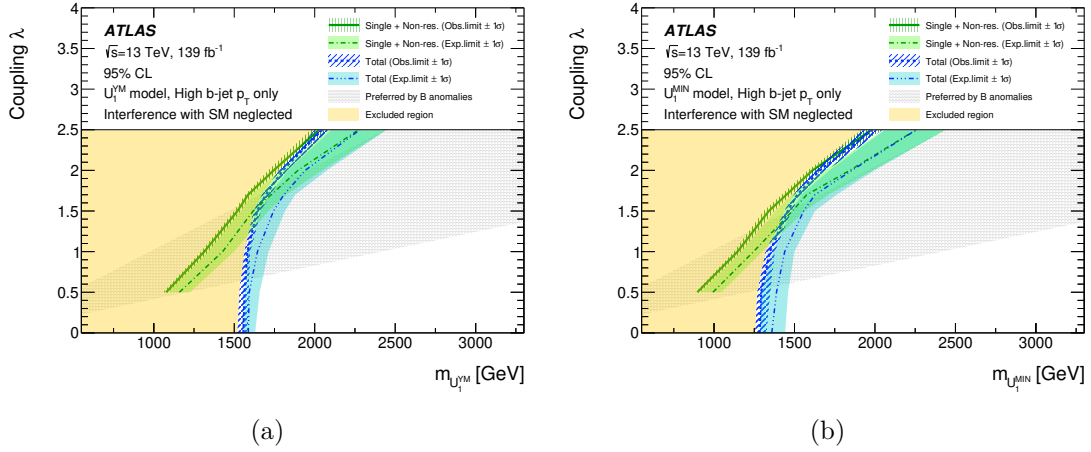 ATLAS
√s=13 TeV, 139 fb⁻¹
95% CL
U₁^YM model, High b-jet p_T only
Interference with SM neglected
Single + Non-res. (Obs.limit ± 1σ)
Single + Non-res. (Exp.limit ± 1σ)
Total (Obs.limit ± 1σ)
Total (Exp.limit ± 1σ)
Preferred by B anomalies
Excluded region
Coupling λ
4
3.5
3
2.5
2
1.5
1
0.5
0
1000 1500 2000 2500 3000
m_U₁^YM [GeV]
(a)
ATLAS
√s=13 TeV, 139 fb⁻¹
95% CL
U₁^MIN model, High b-jet p_T only
Interference with SM neglected
Single + Non-res. (Obs.limit ± 1σ)
Single + Non-res. (Exp.limit ± 1σ)
Total (Obs.limit ± 1σ)
Total (Exp.limit ± 1σ)
Preferred by B anomalies
Excluded region
Coupling λ
4
3.5
3
2.5
2
1.5
1
0.5
0
1000 1500 2000 2500 3000
m_U₁^MIN [GeV]
(b)